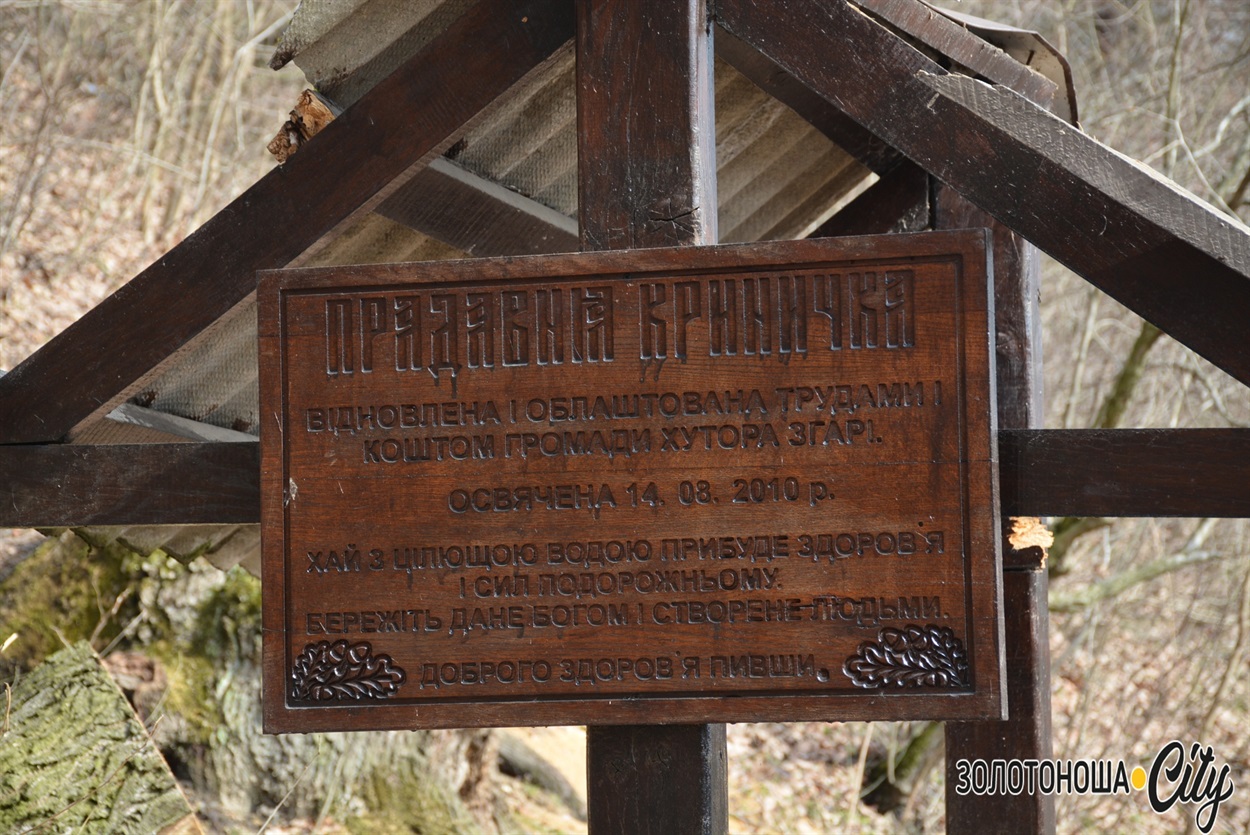 ПРАДАВНЯ КРИНИЧКА
ВІДНОВЛЕНА І ОБЛАШТОВАНА ТРУДАМИ І
КОШТОМ ГРОМАДИ ХУТОРА ЗГАРІ.
ОСВЯЧЕНА 14. 08. 2010 р.
ХАЙ З ЦІЛЮЩОЮ ВОДОЮ ПРИБУДЕ ЗДОРОВ'Я
І СИЛ ПОДОРОЖНЬОМУ.
БЕРЕЖІТЬ ДАНЕ БОГОМ І СТВОРЕНЕ ЛЮДЬМИ.
ДОБРОГО ЗДОРОВ'Я ПИВШИ.
ЗОЛОТОНОША City